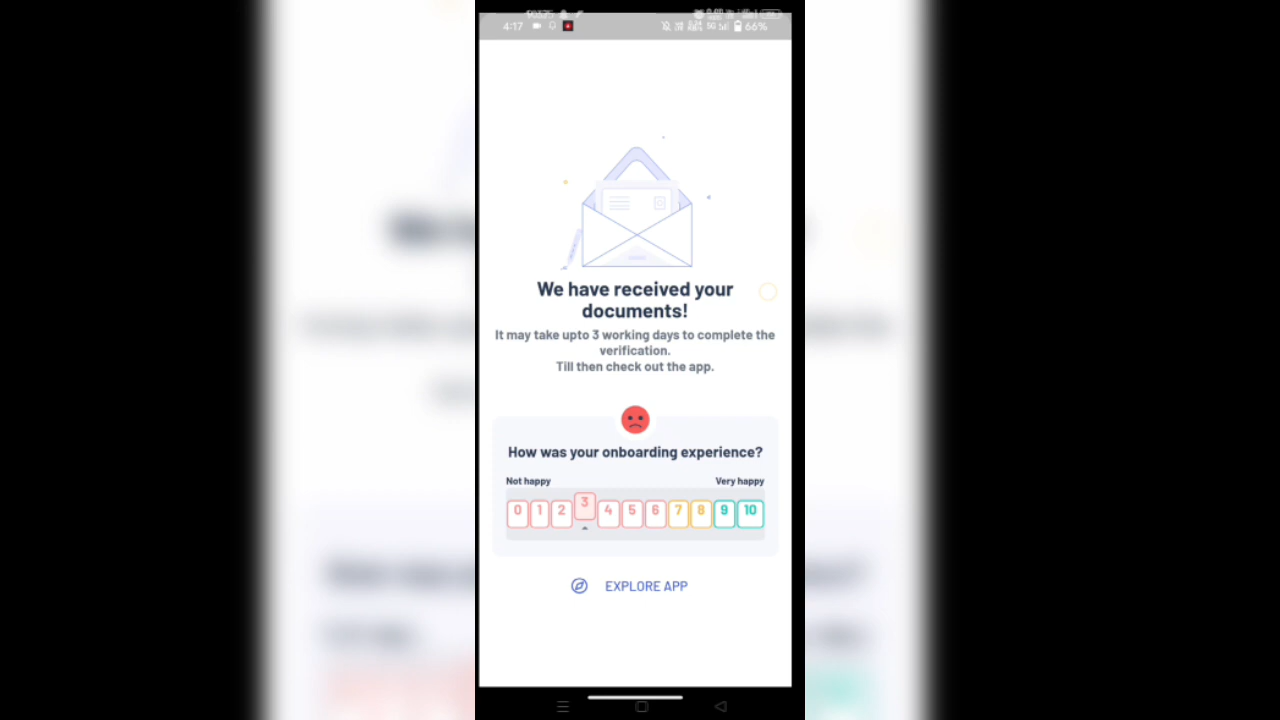 4:17 66%
We have received your
documents!
It may take upto 3 working days to complete the
verification.
Till then check out the app.
How was your onboarding experience?
Not happy Very happy
0 1 2 3 4 5 6 7 8 9 10
EXPLORE APP